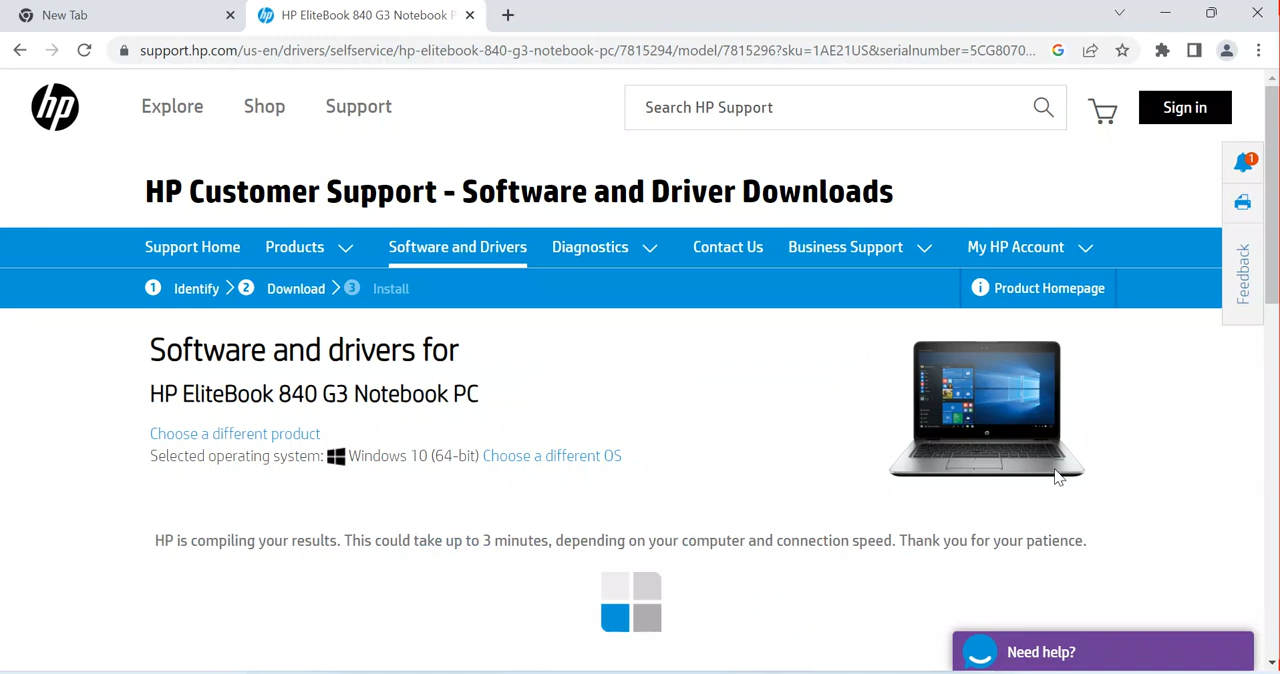 New Tab
HP EliteBook 840 G3 Notebook P
support.hp.com/us-en/drivers/selfservice/hp-elitebook-840-g3-notebook-pc/7815294/model/7815296?sku=1AE21US&serialnumber=5CG8070...
hp
Explore
Shop
Support
Search HP Support
Sign in
1
HP Customer Support - Software and Driver Downloads
Support Home
Products
Software and Drivers
Diagnostics
Contact Us
Business Support
My HP Account
Feedback
1 Identify
2 Download
3 Install
Product Homepage
Software and drivers for
HP EliteBook 840 G3 Notebook PC
Choose a different product
Selected operating system: Windows 10 (64-bit) Choose a different OS
HP is compiling your results. This could take up to 3 minutes, depending on your computer and connection speed. Thank you for your patience.
Need help?